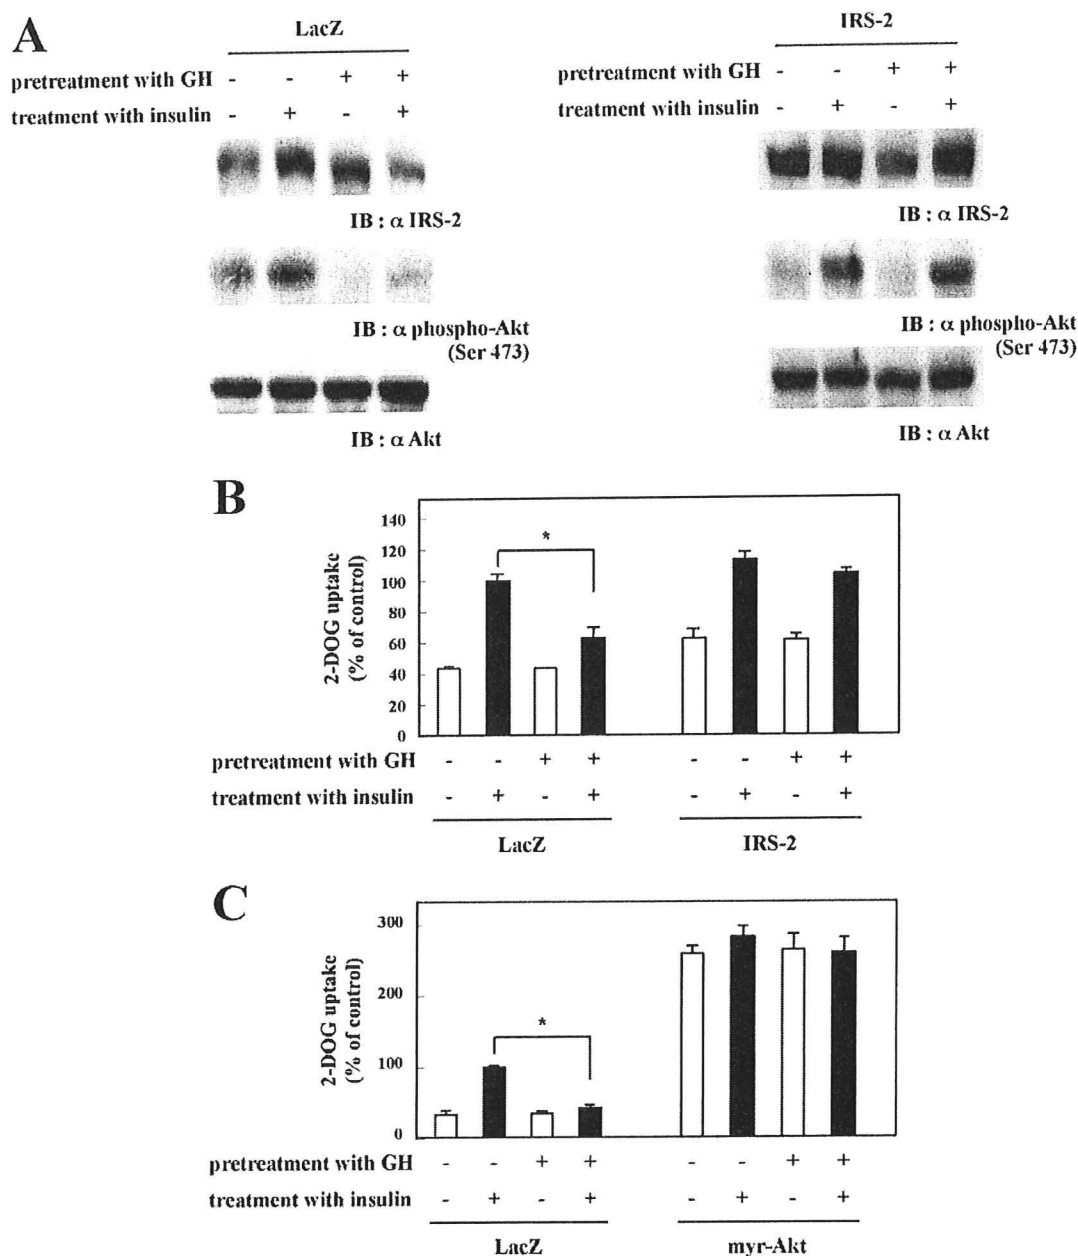 A
LacZ
pretreatment with GH - - + +
treatment with insulin - + - +
IB : α IRS-2
IB : α phospho-Akt
(Ser 473)
IB : α Akt
IRS-2
pretreatment with GH - - + +
treatment with insulin - + - +
IB : α IRS-2
IB : α phospho-Akt
(Ser 473)
IB : α Akt
B
2-DOG uptake
(% of control)
140
120
100
80
60
40
20
0
*
pretreatment with GH - - + + - - + +
treatment with insulin - + - + - + - +
LacZ IRS-2
C
2-DOG uptake
(% of control)
300
200
100
0
*
pretreatment with GH - - + + - - + +
treatment with insulin - + - + - + - +
LacZ myr-Akt